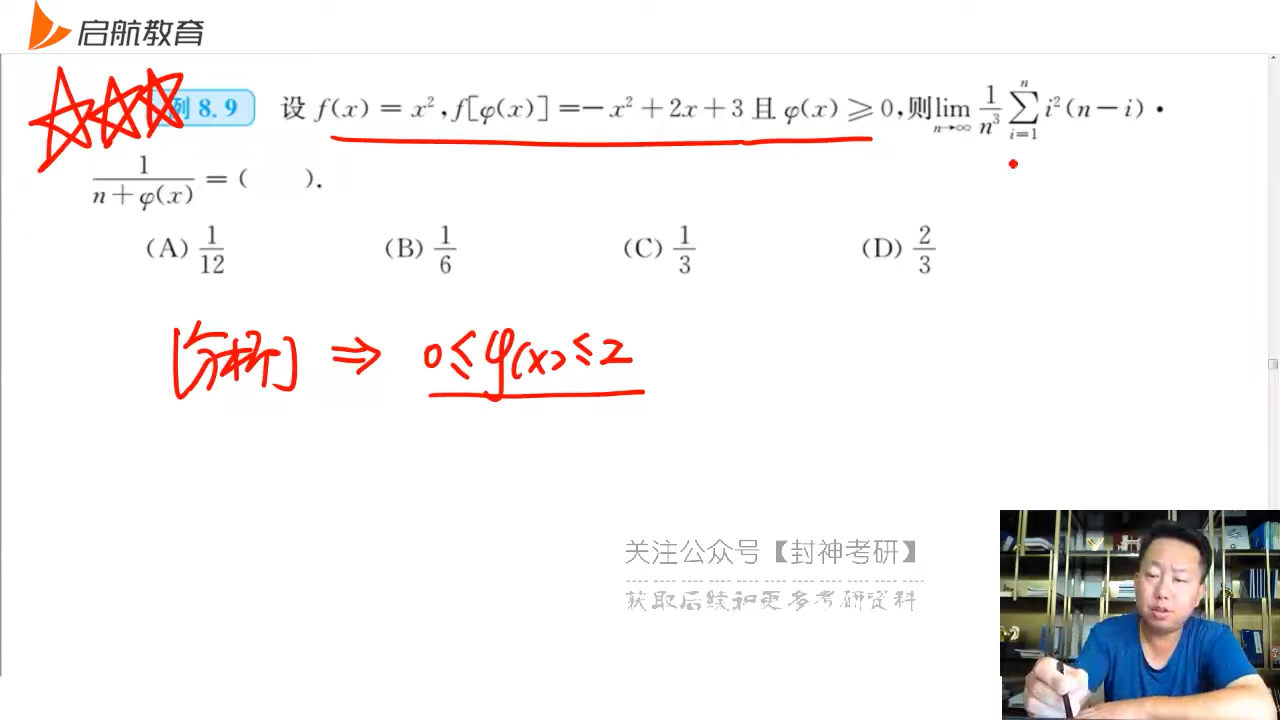 启航教育
例 8.9 设 f(x) = x², f[φ(x)] = −x² + 2x + 3 且 φ(x) ⩾ 0, 则 lim_{n→∞} 1/n³ ∑_{i=1}^{n} i²(n − i) ·
1/(n + φ(x)) = (　　).
(A) 1/12 (B) 1/6 (C) 1/3 (D) 2/3
[分析] ⇒ 0 ≤ φ(x) ≤ 2
关注公众号【封神考研】
获取后续和更多考研资料